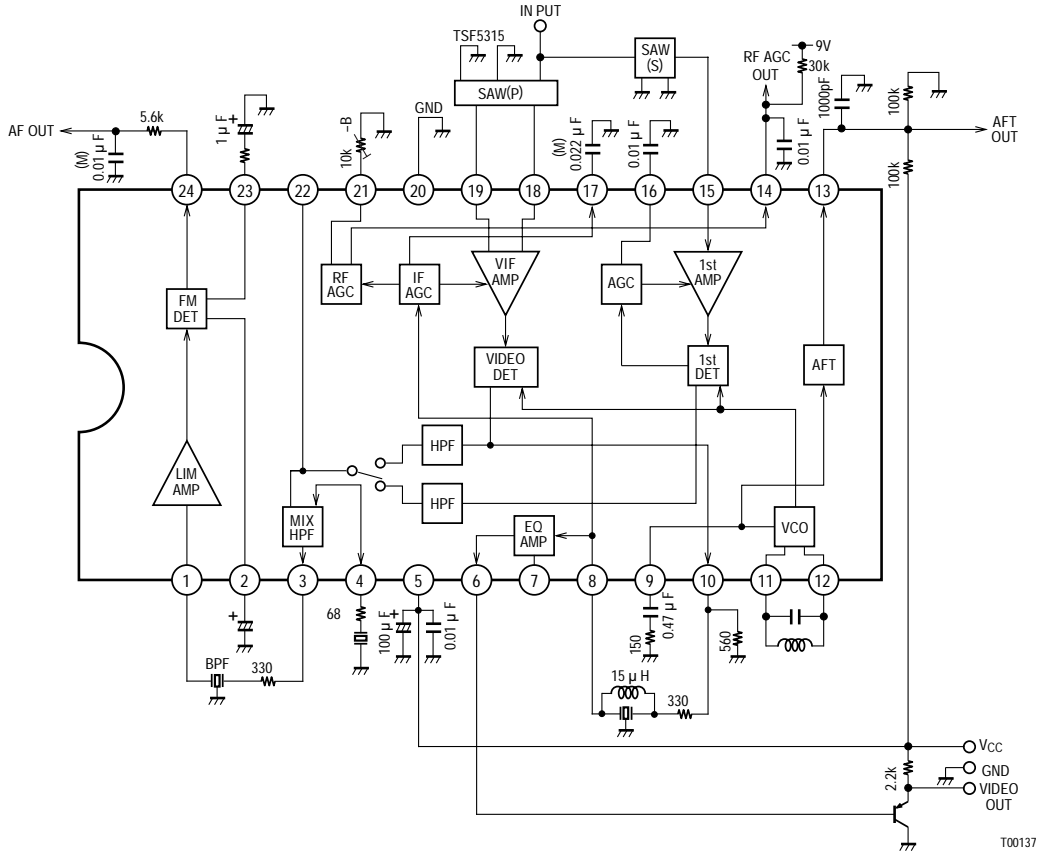 IN PUT
TSF5315
SAW
(S)
RF AGC
OUT
9V
30k
1000pF
100k
SAW(P)
AF OUT
5.6k
1 μF
+
10k –B
GND
(M)
0.022 μF
0.01 μF
0.01 μF
AFT
OUT
(M)
0.01 μF
100k
24
23
22
21
20
19
18
17
16
15
14
13
RF
AGC
IF
AGC
VIF
AMP
AGC
1st
AMP
FM
DET
VIDEO
DET
1st
DET
AFT
HPF
LIM
AMP
HPF
MIX
HPF
EQ
AMP
VCO
1
2
3
4
5
6
7
8
9
10
11
12
+
68
+
100 μF
0.01 μF
150
0.47 μF
560
BPF
330
15 μH
330
VCC
2.2k
GND
VIDEO
OUT
T00137